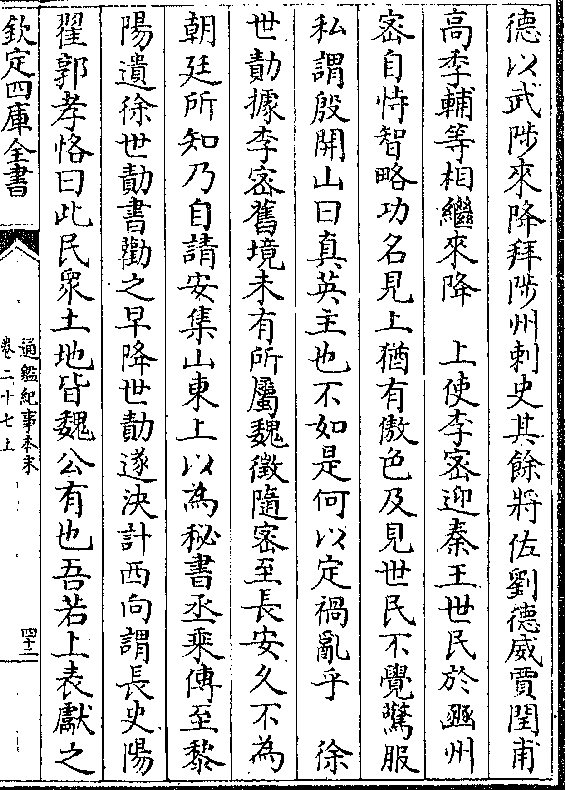 德以武陟來降拜陟州刺史其餘將佐劉德威賈閏甫
高季輔等相繼來降　上使李密迎秦王世民於豳州
密自恃智略功名見上猶有傲色及見世民不覺驚服
私謂殷開山曰真英主也不如是何以定禍亂乎　徐
世勣據李密舊境未有所屬魏徵隨密至長安久不為
朝廷所知乃自請安集山東上以為秘書丞乘傳至黎
陽遺徐世勣書勸之早降世勣遂決計西向謂長史陽
翟郭孝恪曰此民衆土地皆魏公有也吾若上表獻之
欽定四庫全書
通鑑紀事本末
卷二十七上
四十二